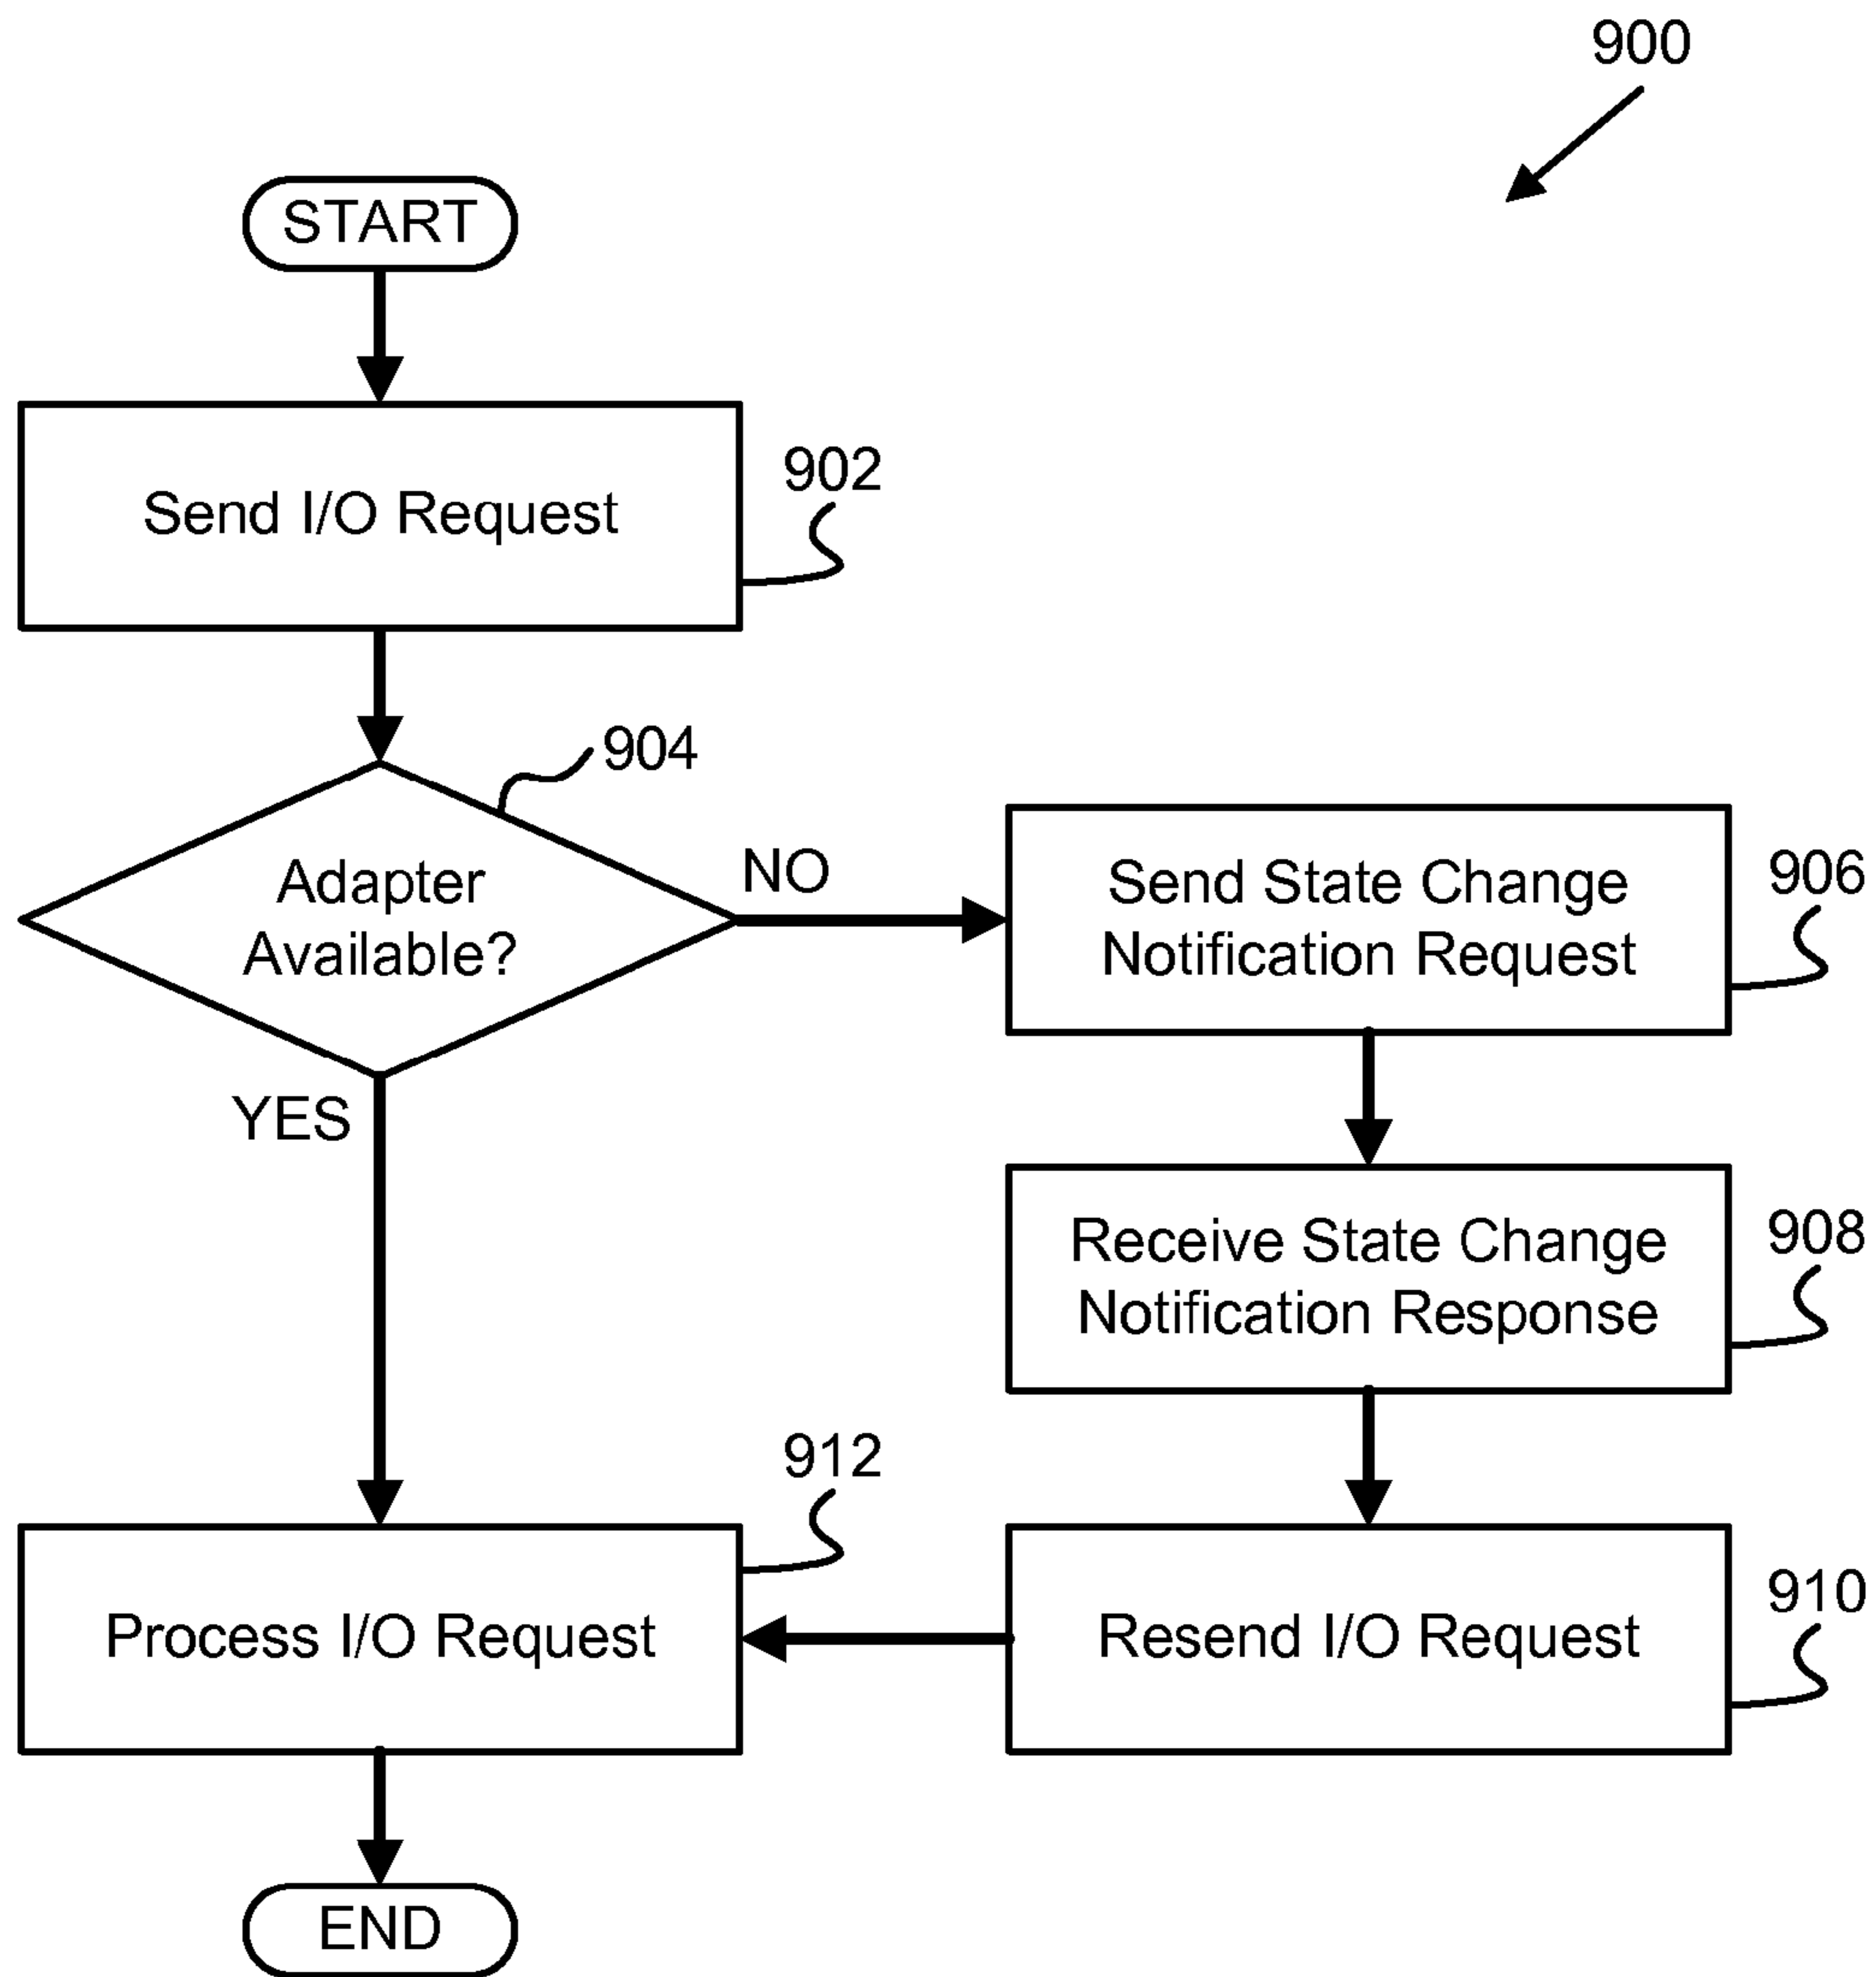 900
START
Send I/O Request
902
904
Adapter
Available?
NO
YES
Send State Change
Notification Request
906
Receive State Change
Notification Response
908
912
Process I/O Request
Resend I/O Request
910
END